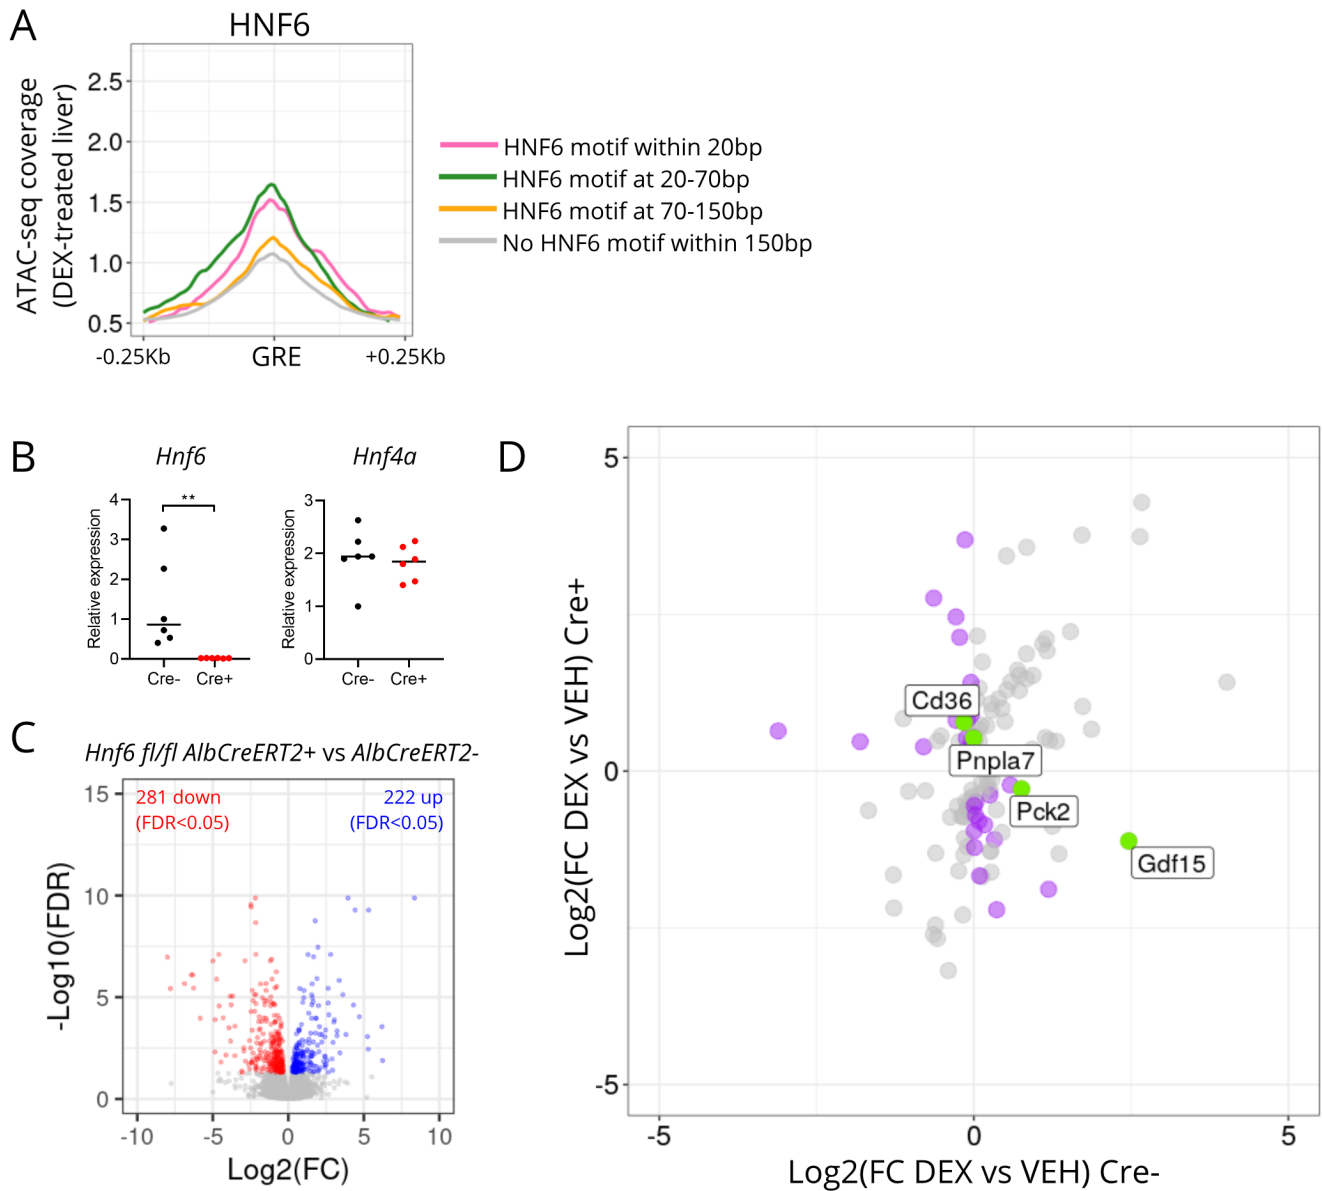 A
HNF6
ATAC-seq coverage
(DEX-treated liver)
2.5
2.0
1.5
1.0
0.5
-0.25Kb
GRE
+0.25Kb
HNF6 motif within 20bp
HNF6 motif at 20-70bp
HNF6 motif at 70-150bp
No HNF6 motif within 150bp
B
Hnf6
Relative expression
4
3
2
1
0
**
Cre-
Cre+
Hnf4a
Relative expression
3
2
1
0
Cre-
Cre+
C
Hnf6 fl/fl AlbCreERT2+ vs AlbCreERT2-
281 down
(FDR<0.05)
222 up
(FDR<0.05)
-Log10(FDR)
15
10
5
0
-10
-5
0
5
10
Log2(FC)
D
Log2(FC DEX vs VEH) Cre+
5
0
-5
Cd36
Pnpla7
Pck2
Gdf15
-5
0
5
Log2(FC DEX vs VEH) Cre-